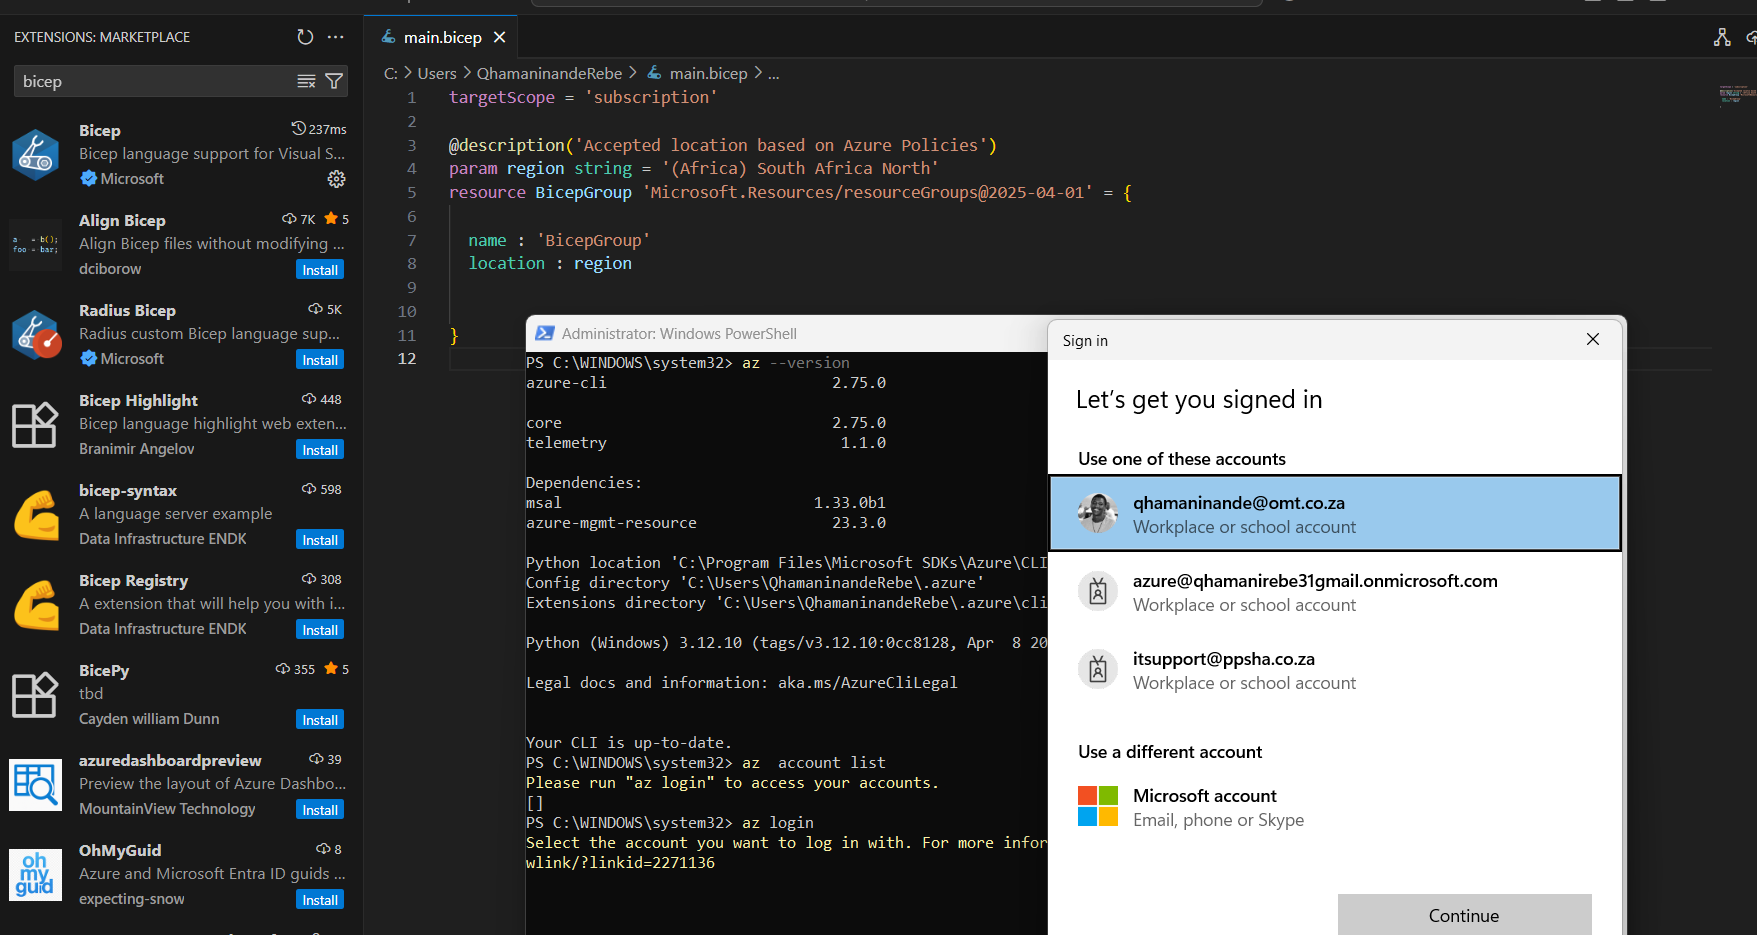 EXTENSIONS: MARKETPLACE
bicep
Bicep 237ms
Bicep language support for Visual S...
Microsoft
Align Bicep 7K 5
Align Bicep files without modifying ...
dciborow Install
Radius Bicep 5K
Radius custom Bicep language sup...
Microsoft Install
Bicep Highlight 448
Bicep language highlight web exten...
Branimir Angelov Install
bicep-syntax 598
A language server example
Data Infrastructure ENDK Install
Bicep Registry 308
A extension that will help you with i...
Data Infrastructure ENDK Install
BicePy 355 5
tbd
Cayden william Dunn Install
azuredashboardpreview 39
Preview the layout of Azure Dashbo...
MountainView Technology Install
OhMyGuid 8
Azure and Microsoft Entra ID guids ...
expecting-snow Install
a = b();
foo = bar;
oh
my
guid
main.bicep
C: > Users > QhamaninandeRebe > main.bicep > ...
1 targetScope = 'subscription'
2
3 @description('Accepted location based on Azure Policies')
4 param region string = '(Africa) South Africa North'
5 resource BicepGroup 'Microsoft.Resources/resourceGroups@2025-04-01' = {
6
7 name : 'BicepGroup'
8 location : region
9
10
11 }
12
Administrator: Windows PowerShell
PS C:\WINDOWS\system32> az --version
azure-cli 2.75.0
core 2.75.0
telemetry 1.1.0
Dependencies:
msal 1.33.0b1
azure-mgmt-resource 23.3.0
Python location 'C:\Program Files\Microsoft SDKs\Azure\CLI
Config directory 'C:\Users\QhamaninandeRebe\.azure'
Extensions directory 'C:\Users\QhamaninandeRebe\.azure\cli
Python (Windows) 3.12.10 (tags/v3.12.10:0cc8128, Apr 8 20
Legal docs and information: aka.ms/AzureCliLegal
Your CLI is up-to-date.
PS C:\WINDOWS\system32> az account list
Please run "az login" to access your accounts.
[]
PS C:\WINDOWS\system32> az login
Select the account you want to log in with. For more infor
wlink/?linkid=2271136
Sign in
Let's get you signed in
Use one of these accounts
qhamaninande@omt.co.za
Workplace or school account
azure@qhamanirebe31gmail.onmicrosoft.com
Workplace or school account
itsupport@ppsha.co.za
Workplace or school account
Use a different account
Microsoft account
Email, phone or Skype
Continue